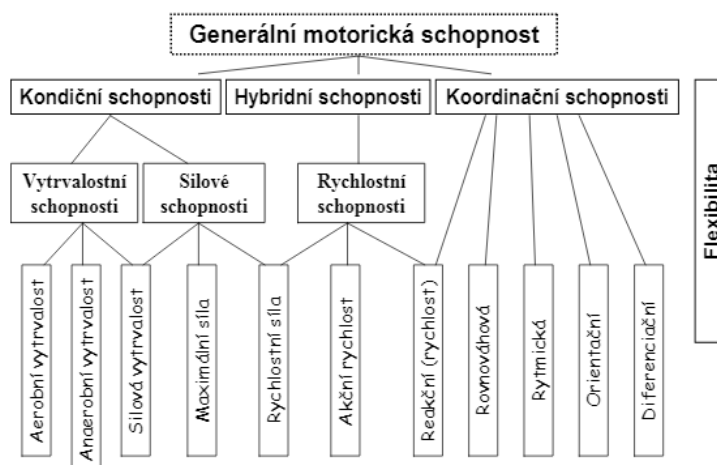 Generální motorická schopnost
Kondiční schopnosti
Hybridní schopnosti
Koordinační schopnosti
Flexibilita
Vytrvalostní
schopnosti
Silové
schopnosti
Rychlostní
schopnosti
Aerobní vytrvalost
Anaerobní vytrvalost
Silová vytrvalost
Maximální síla
Rychlostní síla
Akční rychlost
Reakční (rychlost)
Rovnováhová
Rytmická
Orientační
Diferenciační